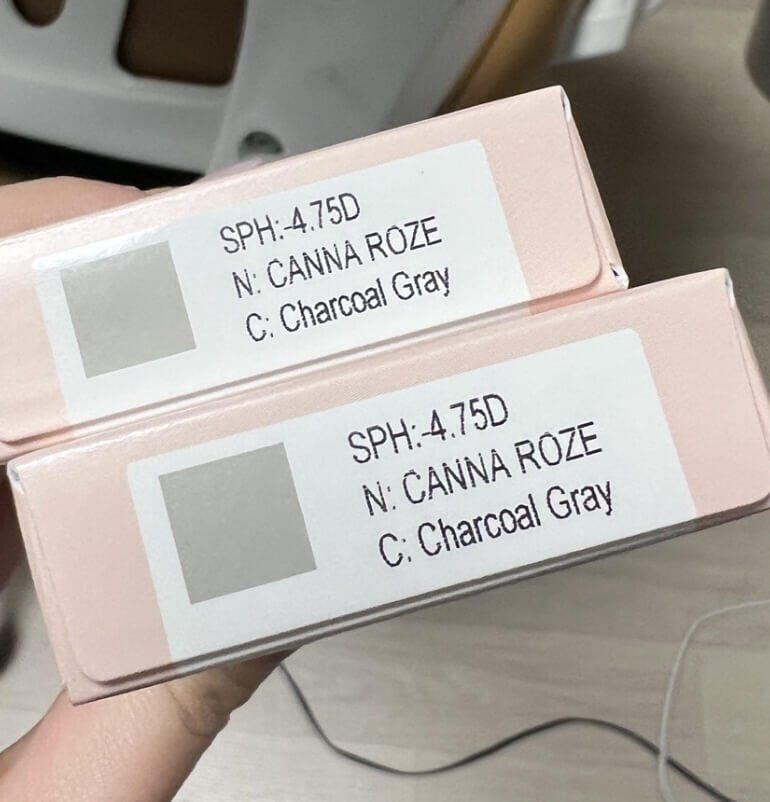 SPH:-4.75D
N: CANNA ROZE
C: Charcoal Gray
SPH:-4.75D
N: CANNA ROZE
C: Charcoal Gray